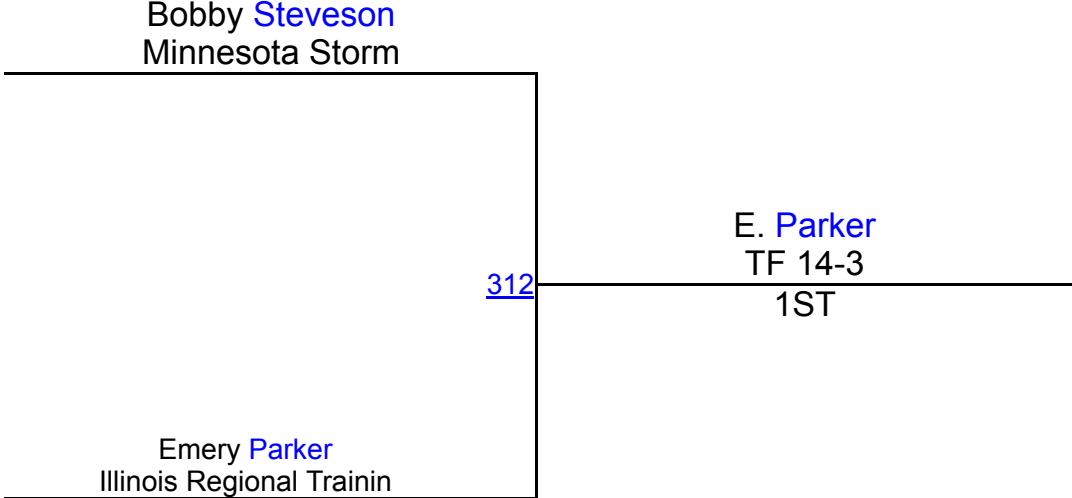 Bobby Steveson
Minnesota Storm
E. Parker
TF 14-3
312
1ST
Emery Parker
Illinois Regional Trainin